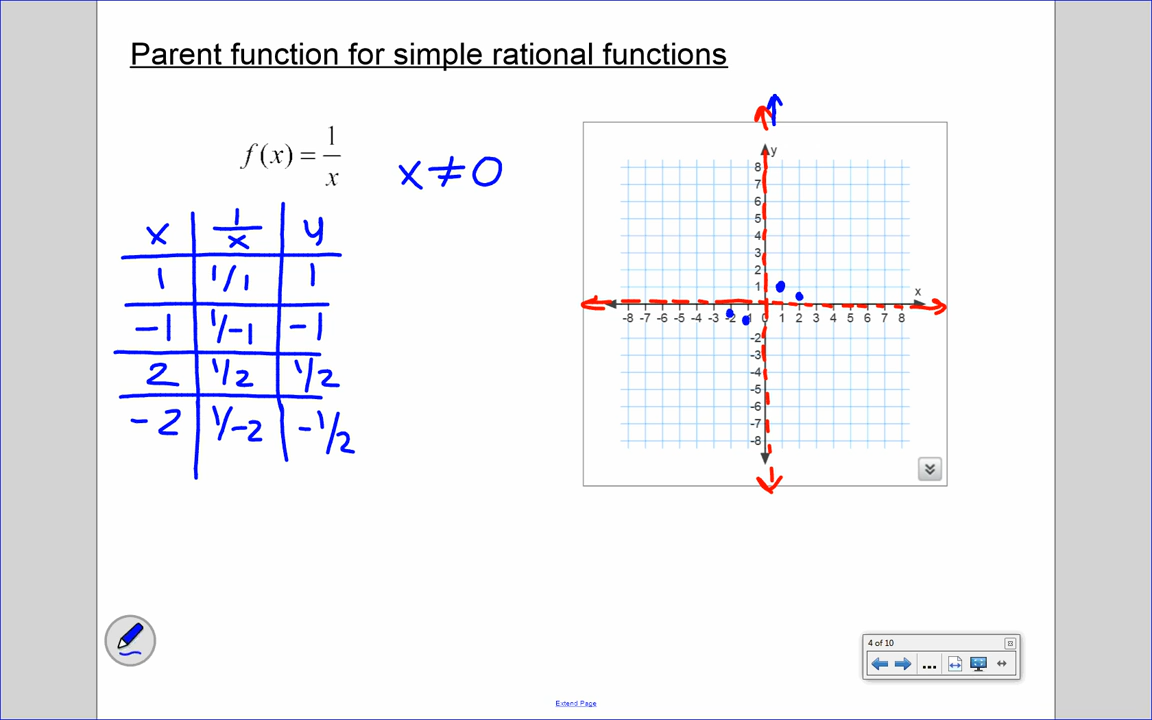 Parent function for simple rational functions
f(x) = 1/x
x ≠ 0
x 1/x y
1 1/1 1
-1 1/-1 -1
2 1/2 1/2
-2 1/-2 -1/2
y
8
7
6
5
4
3
2
1
x
-8 -7 -6 -5 -4 -3 -2 -1 0 1 2 3 4 5 6 7 8
-2
-3
-4
-5
-6
-7
-8
4 of 10
...
Extend Page